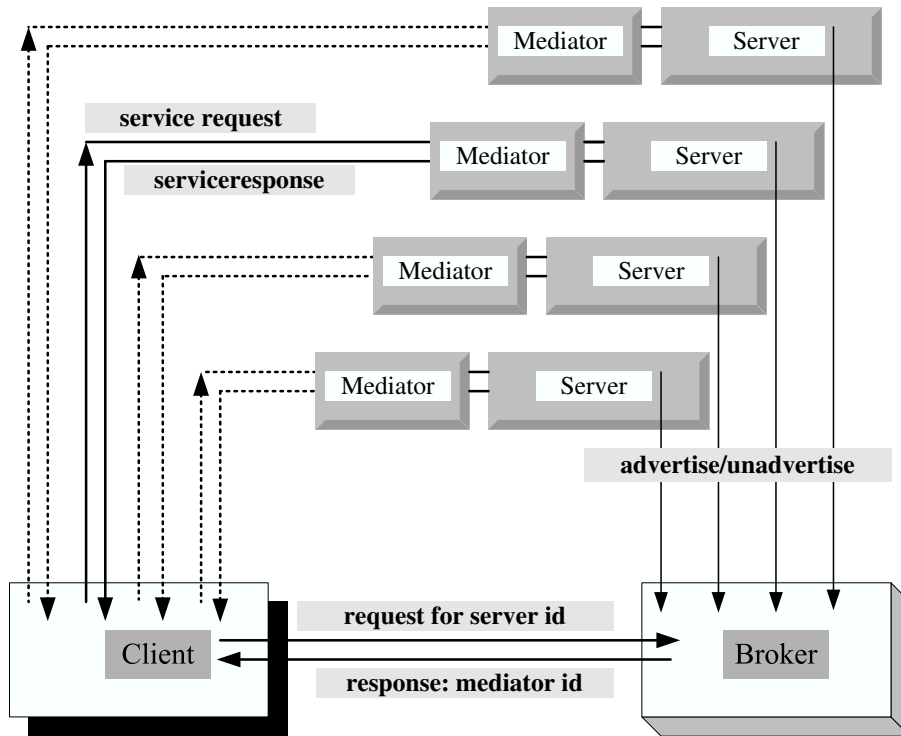 Mediator
Server
service request
Mediator
Server
serviceresponse
Mediator
Server
Mediator
Server
advertise/unadvertise
request for server id
Client
Broker
response: mediator id